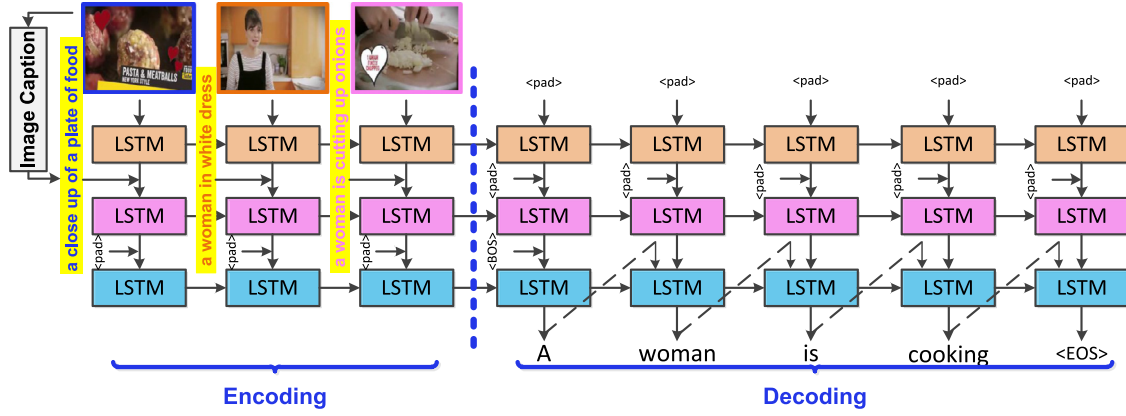 Image Caption
a close up of a plate of food
a woman in white dress
a woman is cutting up onions
PASTA & MEATBALLS
NEW YORK STYLE
<pad> <pad> <pad> <pad> <pad>
LSTM LSTM LSTM LSTM LSTM LSTM LSTM LSTM
<pad> <pad> <pad> <pad> <pad>
LSTM LSTM LSTM LSTM LSTM LSTM LSTM LSTM
<pad> <pad> <pad> <BOS>
LSTM LSTM LSTM LSTM LSTM LSTM LSTM LSTM
A woman is cooking <EOS>
Encoding Decoding